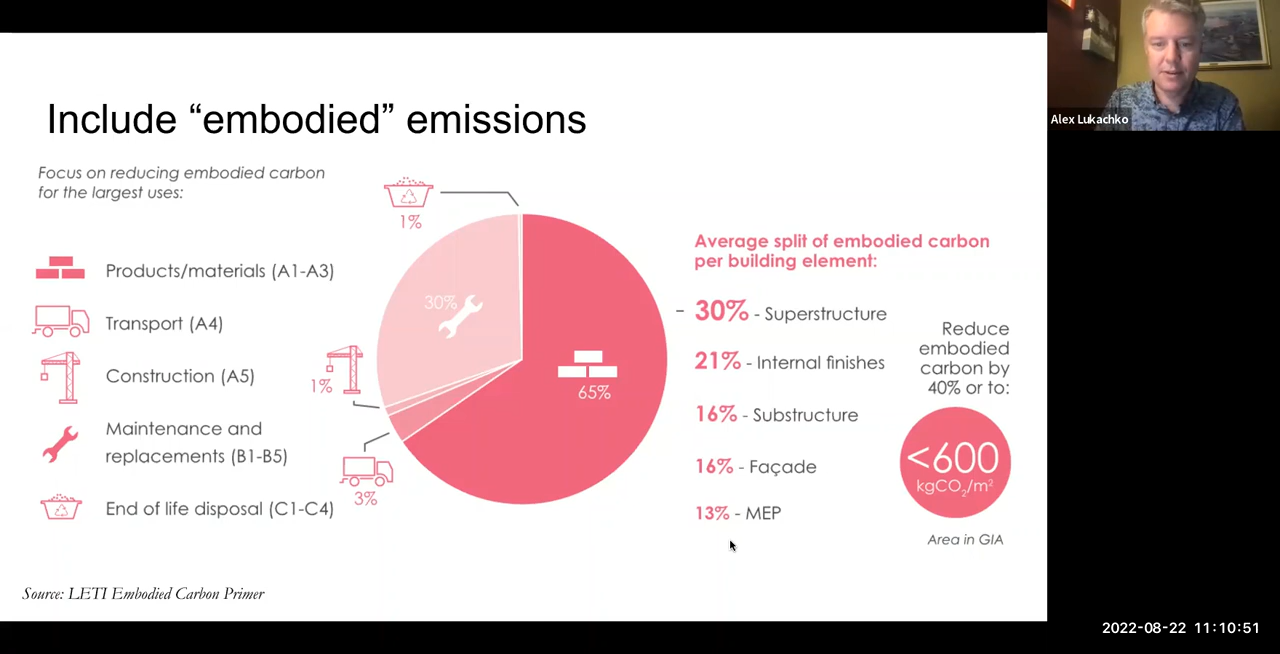 Include “embodied” emissions
Focus on reducing embodied carbon
for the largest uses:
Products/materials (A1-A3)
Transport (A4)
Construction (A5)
Maintenance and
replacements (B1-B5)
End of life disposal (C1-C4)
1%
30%
1%
3%
65%
Average split of embodied carbon
per building element:
30% - Superstructure
21% - Internal finishes
16% - Substructure
16% - Façade
13% - MEP
Reduce
embodied
carbon by
40% or to:
<600
kgCO₂/m²
Area in GIA
Source: LETI Embodied Carbon Primer
Alex Lukachko
2022-08-22 11:10:51